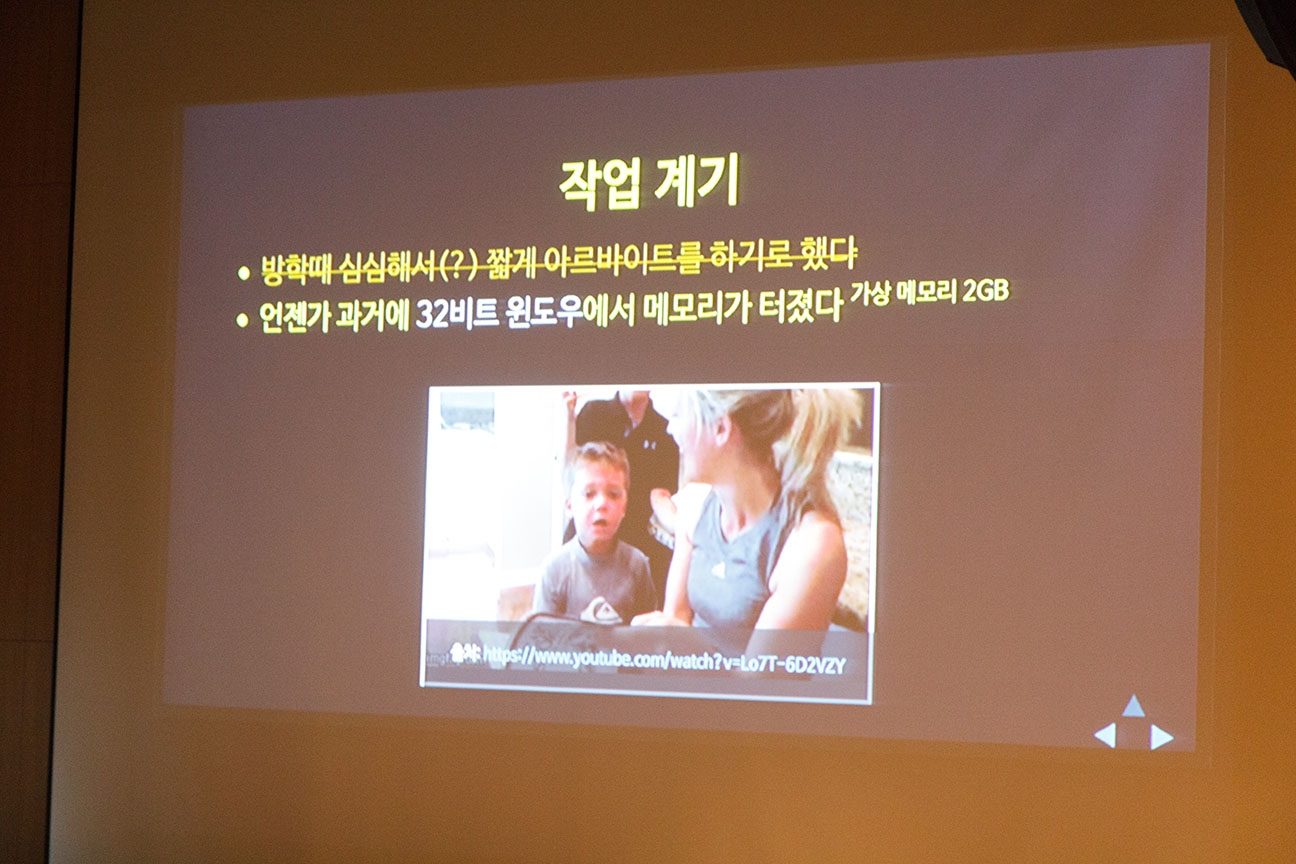 작업 계기
• 방학때 심심해서(?) 짧게 아르바이트를 하기로 했다
• 언젠가 과거에 32비트 윈도우에서 메모리가 터졌다 가상 메모리 2GB
출처: https://www.youtube.com/watch?v=Lo7T-6D2VZY